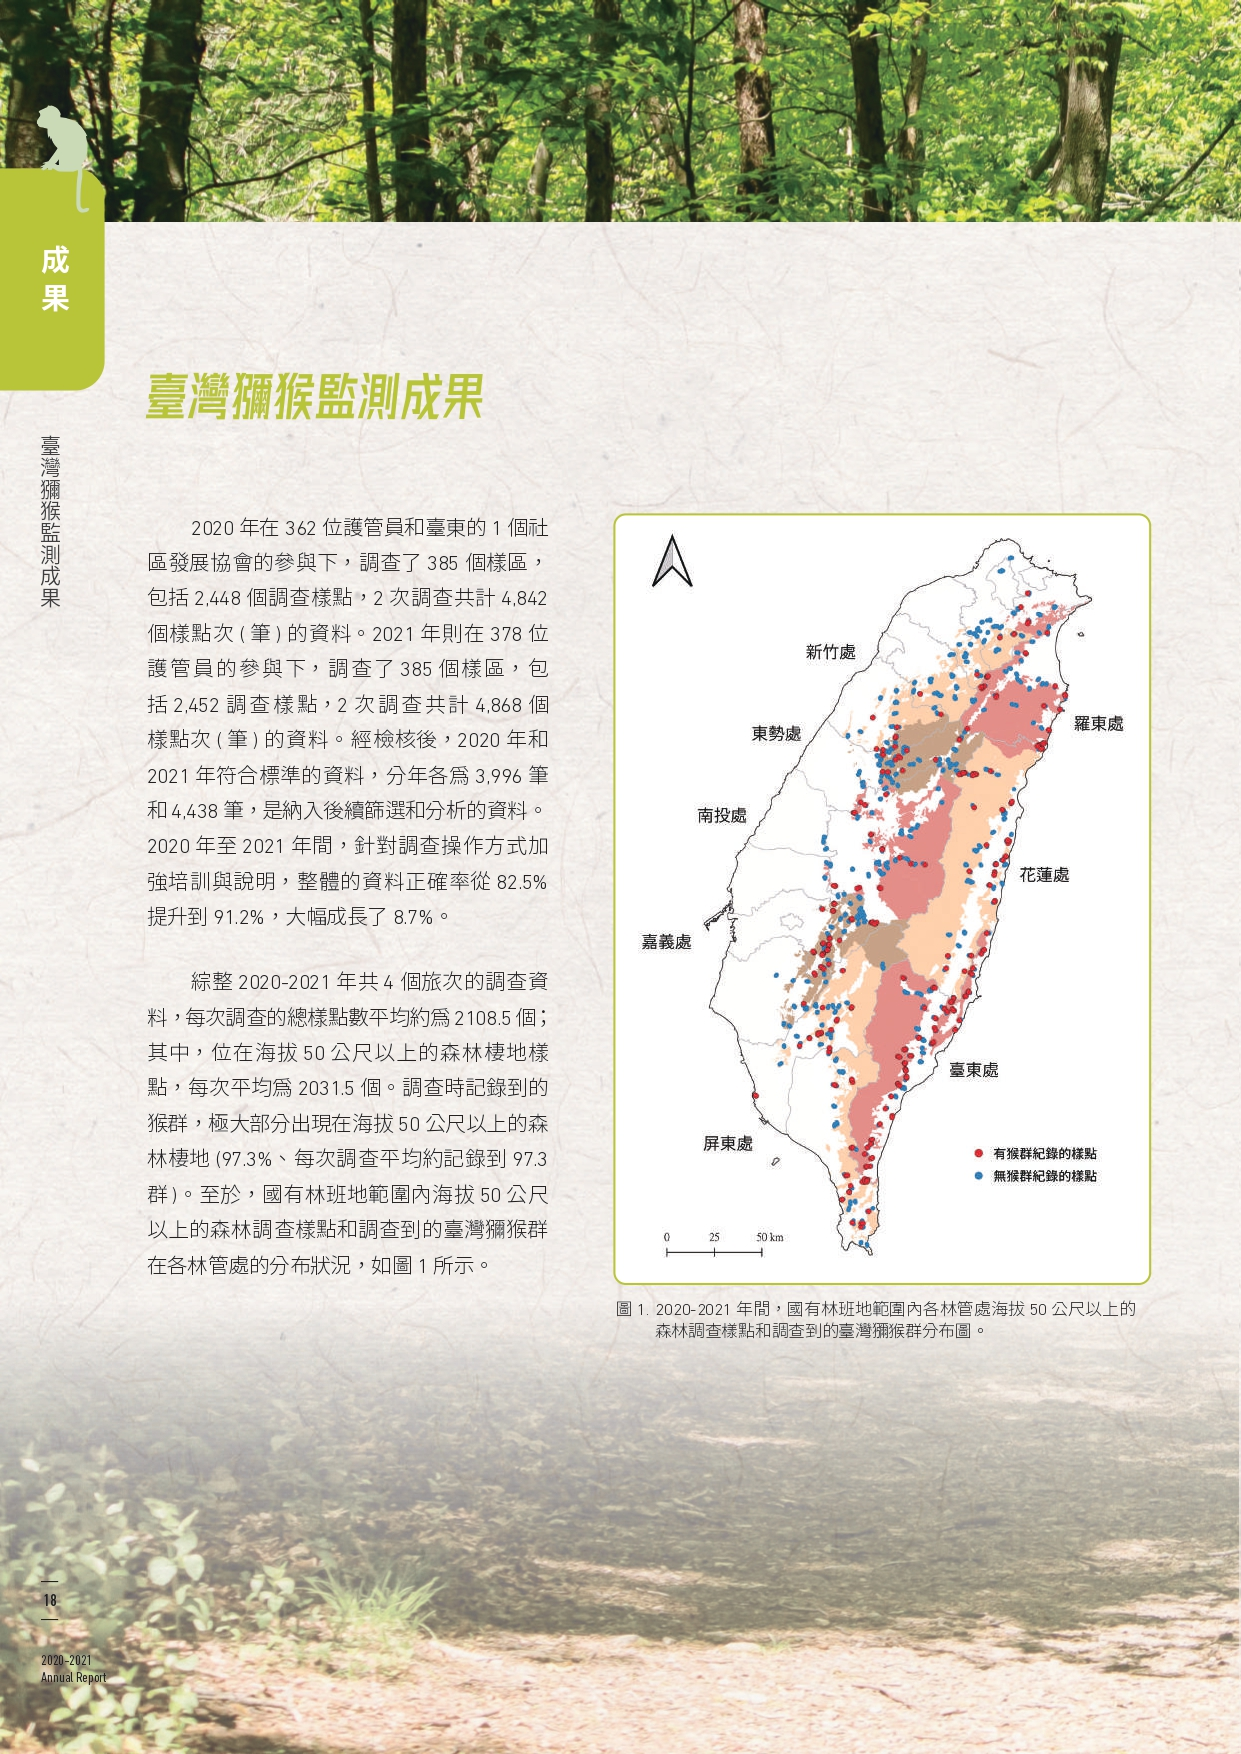 成
果
臺灣獼猴監測成果
臺灣獼猴監測成果
2020 年在 362 位護管員和臺東的 1 個社
區發展協會的參與下，調查了 385 個樣區，
包括 2,448 個調查樣點，2 次調查共計 4,842
個樣點次 ( 筆 ) 的資料。2021 年則在 378 位
護管員的參與下，調查了 385 個樣區，包
括 2,452 調查樣點，2 次調查共計 4,868 個
樣點次 ( 筆 ) 的資料。經檢核後，2020 年和
2021 年符合標準的資料，分年各為 3,996 筆
和 4,438 筆，是納入後續篩選和分析的資料。
2020 年至 2021 年間，針對調查操作方式加
強培訓與說明，整體的資料正確率從 82.5%
提升到 91.2%，大幅成長了 8.7%。
綜整 2020-2021 年共 4 個旅次的調查資
料，每次調查的總樣點數平均約為 2108.5 個；
其中，位在海拔 50 公尺以上的森林棲地樣
點，每次平均為 2031.5 個。調查時記錄到的
猴群，極大部分出現在海拔 50 公尺以上的森
林棲地 (97.3%、每次調查平均約記錄到 97.3
群 )。至於，國有林班地範圍內海拔 50 公尺
以上的森林調查樣點和調查到的臺灣獼猴群
在各林管處的分布狀況，如圖 1 所示。
新竹處
東勢處
羅東處
南投處
花蓮處
嘉義處
臺東處
屏東處
有猴群紀錄的樣點
無猴群紀錄的樣點
0 25 50 km
圖 1. 2020-2021 年間，國有林班地範圍內各林管處海拔 50 公尺以上的
森林調查樣點和調查到的臺灣獼猴群分布圖。
18
2020-2021
Annual Report